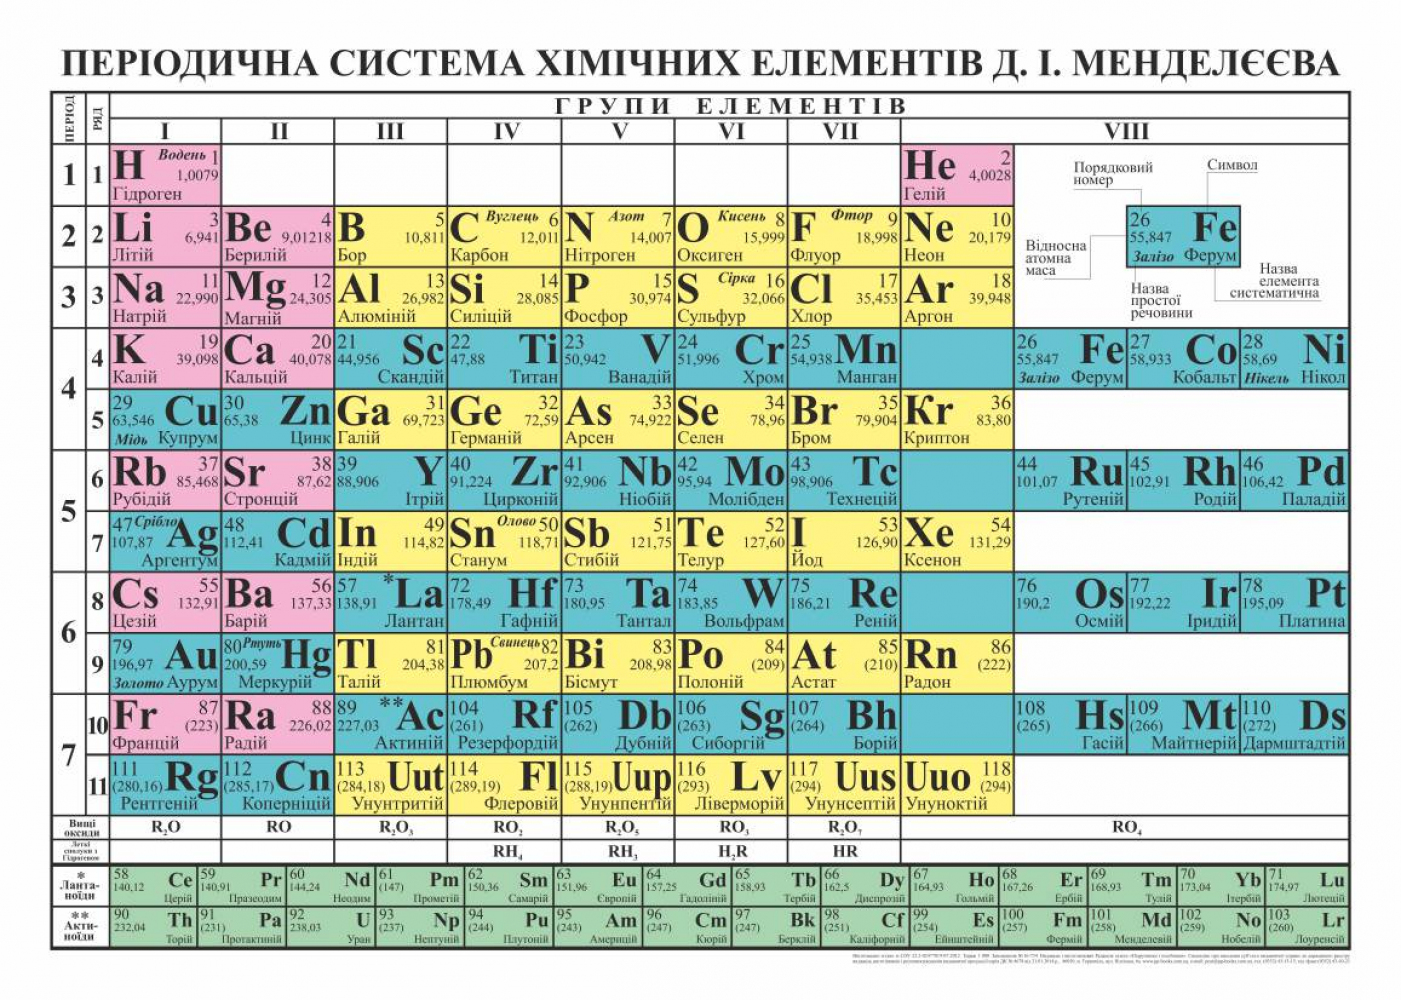 ПЕРІОДИЧНА СИСТЕМА ХІМІЧНИХ ЕЛЕМЕНТІВ Д. І. МЕНДЕЛЄЄВА
ПЕРІОД РЯД ГРУПИ ЕЛЕМЕНТІВ
I II III IV V VI VII VIII
1 1 H Водень 1 1,0079 Гідроген He 2 4,0028 Гелій
Порядковий номер
Символ
26 Fe
55,847
Залізо Ферум
Відносна атомна маса
Назва простої речовини
Назва елемента систематична
2 2 Li 3 6,941 Літій Be 4 9,01218 Берилій B 5 10,811 Бор C Вуглець 6 12,011 Карбон N Азот 7 14,007 Нітроген O Кисень 8 15,999 Оксиген F Фтор 9 18,998 Флуор Ne 10 20,179 Неон
3 3 Na 11 22,990 Натрій Mg 12 24,305 Магній Al 13 26,982 Алюміній Si 14 28,085 Силіцій P 15 30,974 Фосфор S Сірка 16 32,066 Сульфур Cl 17 35,453 Хлор Ar 18 39,948 Аргон
4 4 K 19 39,098 Калій Ca 20 40,078 Кальцій 21 44,956 Sc Скандій 22 47,88 Ti Титан 23 50,942 V Ванадій 24 51,996 Cr Хром 25 54,938 Mn Манган 26 55,847 Fe Залізо Ферум 27 58,933 Co Кобальт 28 58,69 Ni Нікель Нікол
5 29 63,546 Cu Мідь Купрум 30 65,38 Zn Цинк Ga 31 69,723 Галій Ge 32 72,59 Германій As 33 74,922 Арсен Se 34 78,96 Селен Br 35 79,904 Бром Kr 36 83,80 Криптон
5 6 Rb 37 85,468 Рубідій Sr 38 87,62 Стронцій 39 88,906 Y Ітрій 40 91,224 Zr Цирконій 41 92,906 Nb Ніобій 42 95,94 Mo Молібден 43 98,906 Tc Технецій 44 101,07 Ru Рутеній 45 102,91 Rh Родій 46 106,42 Pd Паладій
7 47 Срібло 107,87 Ag Аргентум 48 112,41 Cd Кадмій In 49 114,82 Індій Sn Олово 50 118,71 Станум Sb 51 121,75 Стибій Te 52 127,60 Телур I 53 126,90 Йод Xe 54 131,29 Ксенон
6 8 Cs 55 132,91 Цезій Ba 56 137,33 Барій 57 138,91 *La Лантан 72 178,49 Hf Гафній 73 180,95 Ta Тантал 74 183,85 W Вольфрам 75 186,21 Re Реній 76 190,2 Os Осмій 77 192,22 Ir Іридій 78 195,09 Pt Платина
9 79 196,97 Au Золото Аурум 80 Ртуть 200,59 Hg Меркурій Tl 81 204,38 Талій Pb Свинець 82 207,2 Плюмбум Bi 83 208,98 Бісмут Po 84 (209) Полоній At 85 (210) Астат Rn 86 (222) Радон
7 10 Fr 87 (223) Францій Ra 88 226,02 Радій 89 227,03 **Ac Актиній 104 (261) Rf Резерфордій 105 (262) Db Дубній 106 (263) Sg Сиборгій 107 (264) Bh Борій 108 (265) Hs Гасій 109 (266) Mt Майтнерій 110 (272) Ds Дармштадтій
11 111 (280,16) Rg Рентгеній 112 (285,17) Cn Коперніцій 113 (284,18) Uut Унунтритій 114 (289,19) Fl Флеровій 115 (288,19) Uup Унунпентій 116 (293) Lv Ліверморій 117 (294) Uus Унунсептій Uuo 118 (294) Унуноктій
Вищі оксиди R₂O RO R₂O₃ RO₂ R₂O₅ RO₃ R₂O₇ RO₄
Леткі сполуки з Гідрогеном RH₄ RH₃ H₂R HR
* Ланта-ноїди 58 140,12 Ce Церій 59 140,91 Pr Празеодим 60 144,24 Nd Неодим 61 (147) Pm Прометій 62 150,36 Sm Самарій 63 151,96 Eu Європій 64 157,25 Gd Гадоліній 65 158,93 Tb Тербій 66 162,5 Dy Диспрозій 67 164,93 Ho Гольмій 68 167,26 Er Ербій 69 168,93 Tm Тулій 70 173,04 Yb Ітербій 71 174,97 Lu Лютецій
** Акти-ноїди 90 232,04 Th Торій 91 (231) Pa Протактиній 92 238,03 U Уран 93 (237) Np Нептуній 94 (244) Pu Плутоній 95 (243) Am Америцій 96 (247) Cm Кюрій 97 (247) Bk Берклій 98 (251) Cf Каліфорній 99 (254) Es Ейнштейній 100 (257) Fm Фермій 101 (258) Md Менделевій 102 (259) No Нобелій 103 (260) Lr Лоуренсій